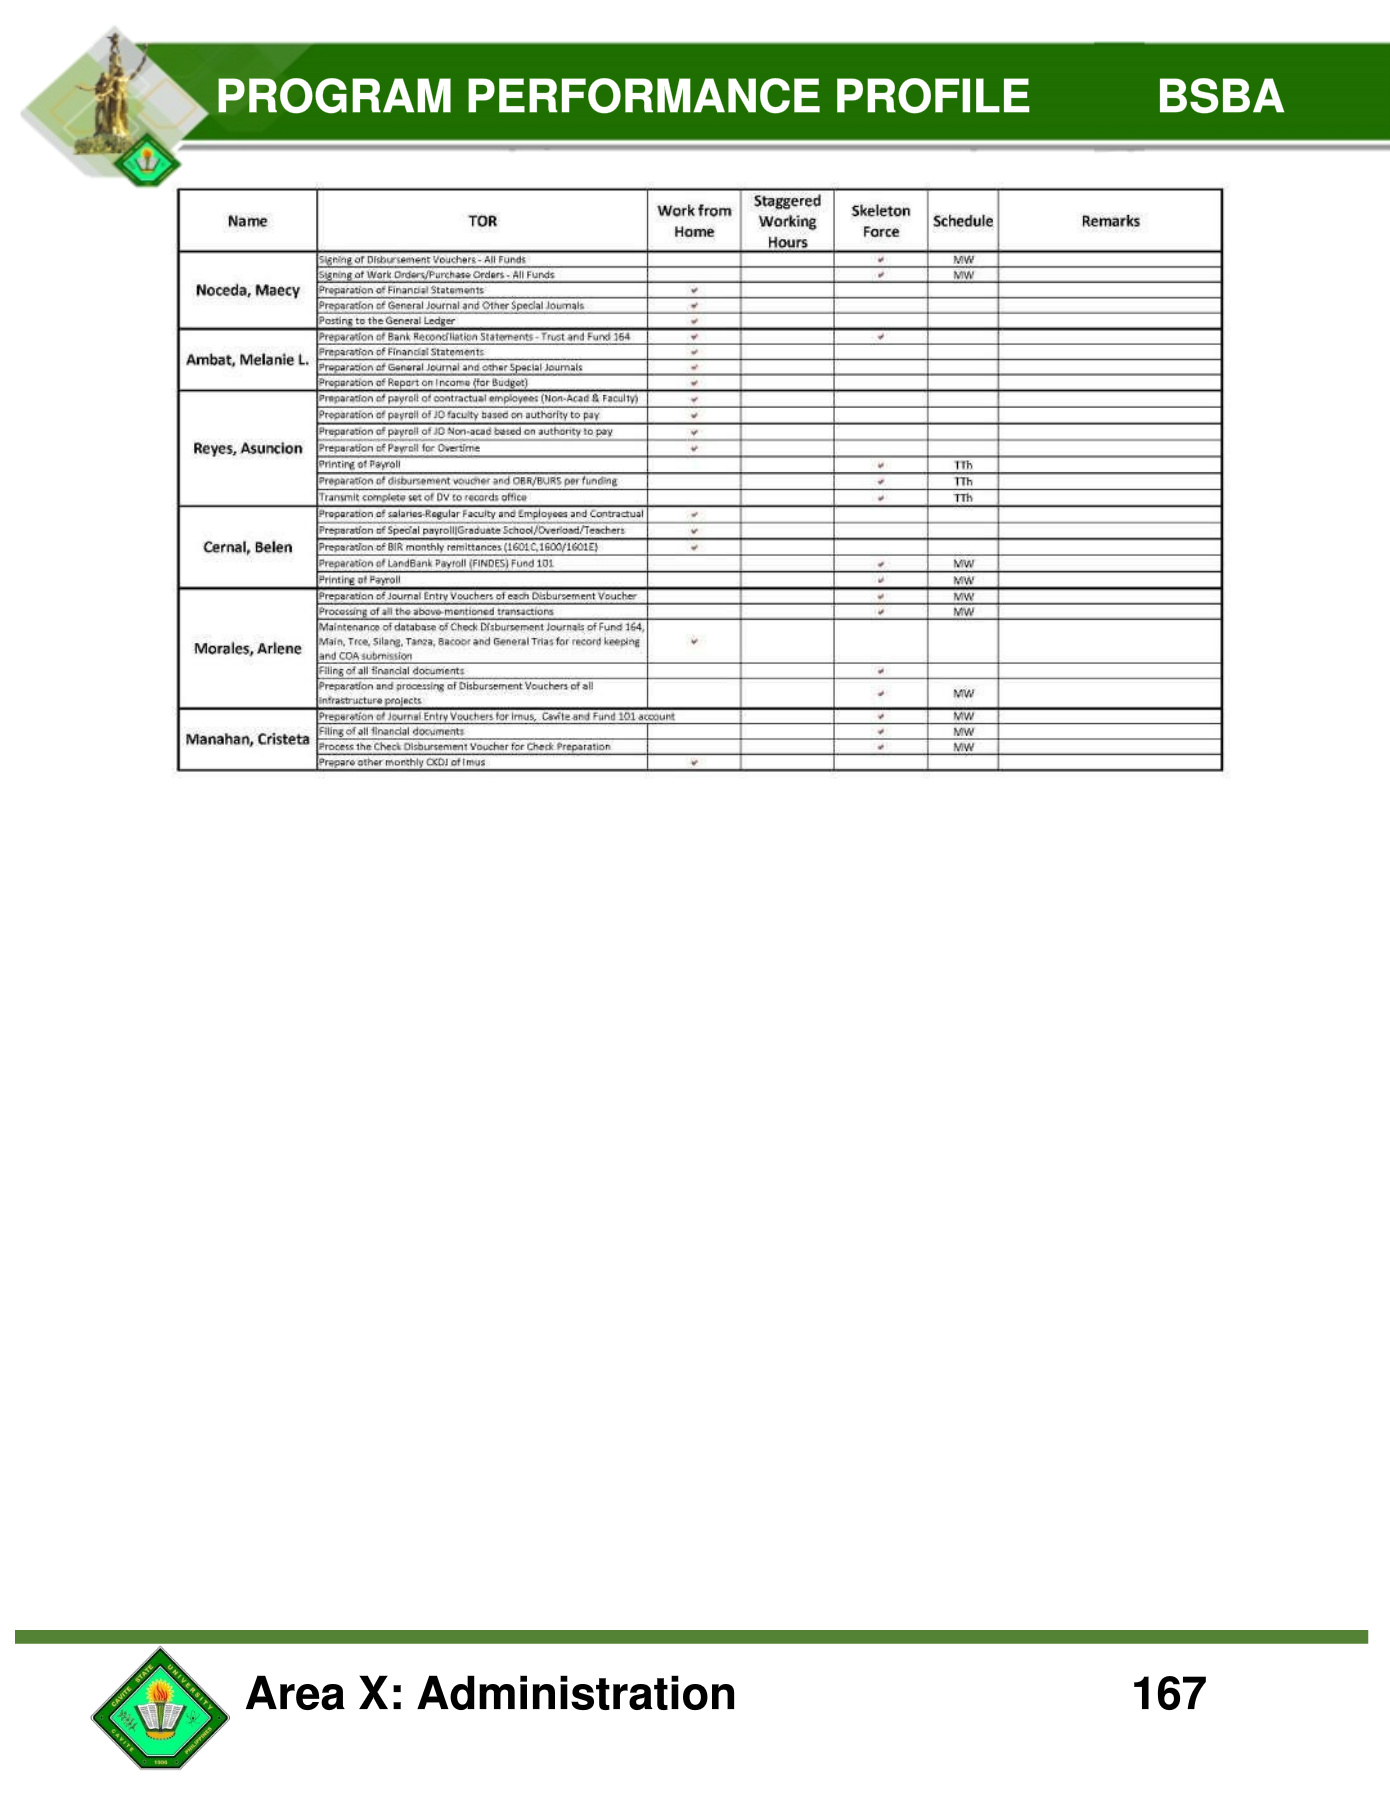 PROGRAM PERFORMANCE PROFILE BSBA
Name TOR Work from Home Staggered Working Hours Skeleton Force Schedule Remarks
Noceda, Maecy
Signing of Disbursement Vouchers - All Funds ✓ MW
Signing of Work Orders/Purchase Orders - All Funds ✓ MW
Preparation of Financial Statements ✓
Preparation of General Journal and Other Special Journals ✓
Posting to the General Ledger ✓
Ambat, Melanie L.
Preparation of Bank Reconciliation Statements - Trust and Fund 164 ✓ ✓
Preparation of Financial Statements ✓
Preparation of General Journal and other Special Journals ✓
Preparation of Report on Income (for Budget) ✓
Reyes, Asuncion
Preparation of payroll of contractual employees (Non-Acad & Faculty) ✓
Preparation of payroll of JO faculty based on authority to pay ✓
Preparation of payroll of JO Non-acad based on authority to pay ✓
Preparation of Payroll for Overtime ✓
Printing of Payroll ✓ TTh
Preparation of disbursement voucher and OBR/BURS per funding ✓ TTh
Transmit complete set of DV to records office ✓ TTh
Cernal, Belen
Preparation of salaries-Regular Faculty and Employees and Contractual ✓
Preparation of Special payroll(Graduate School/Overload/Teachers ✓
Preparation of BIR monthly remittances (1601C,1600/1601E) ✓
Preparation of LandBank Payroll (FINDES) Fund 101 ✓ MW
Printing of Payroll ✓ MW
Morales, Arlene
Preparation of Journal Entry Vouchers of each Disbursement Voucher ✓ MW
Processing of all the above-mentioned transactions ✓ MW
Maintenance of database of Check Disbursement Journals of Fund 164,
Main, Trce, Silang, Tanza, Bacoor and General Trias for record keeping ✓
and COA submission
Filing of all financial documents ✓
Preparation and processing of Disbursement Vouchers of all
infrastructure projects ✓ MW
Manahan, Cristeta
Preparation of Journal Entry Vouchers for Imus, Cavite and Fund 101 account ✓ MW
Filing of all financial documents ✓ MW
Process the Check Disbursement Voucher for Check Preparation ✓ MW
Prepare other monthly CKDJ of Imus ✓
CAVITE STATE UNIVERSITY
CAVITE 1906 PHILIPPINES
Area X: Administration 167